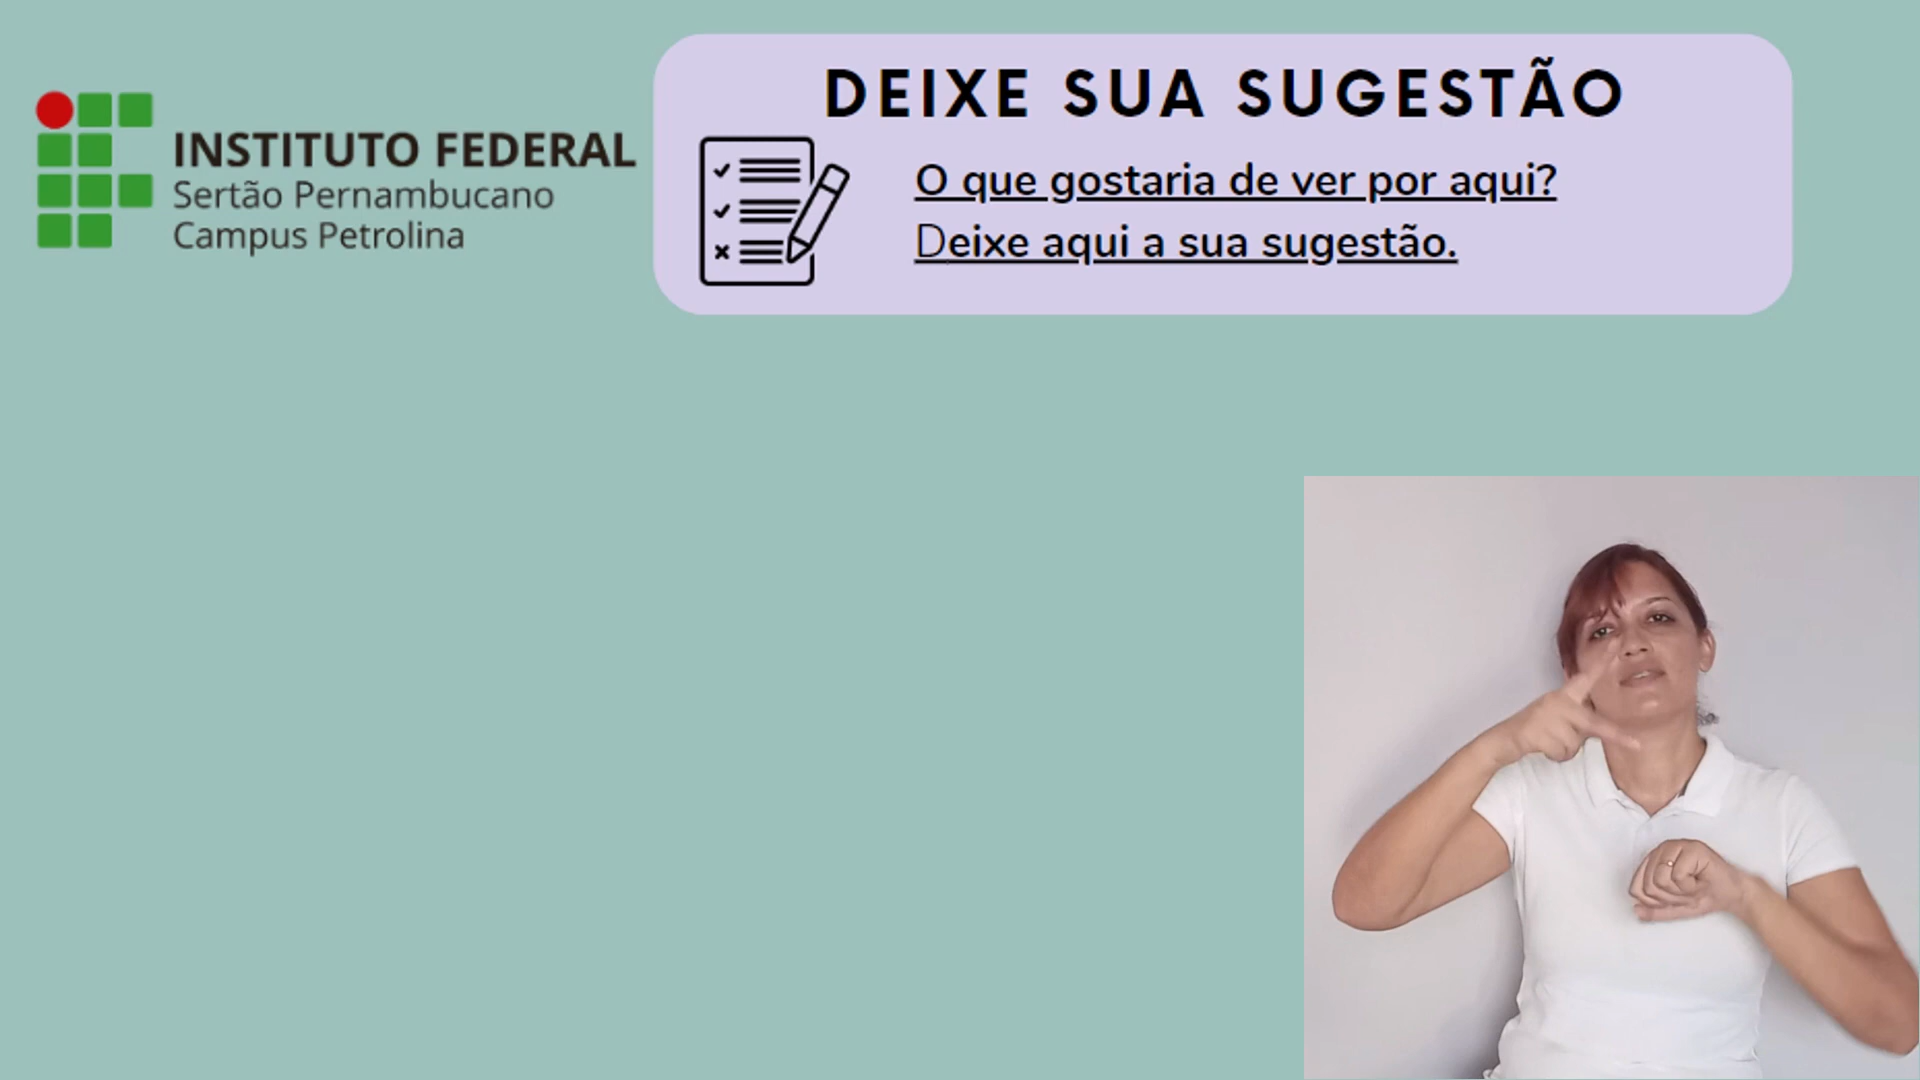 INSTITUTO FEDERAL
Sertão Pernambucano
Campus Petrolina
DEIXE SUA SUGESTÃO
O que gostaria de ver por aqui?
Deixe aqui a sua sugestão.